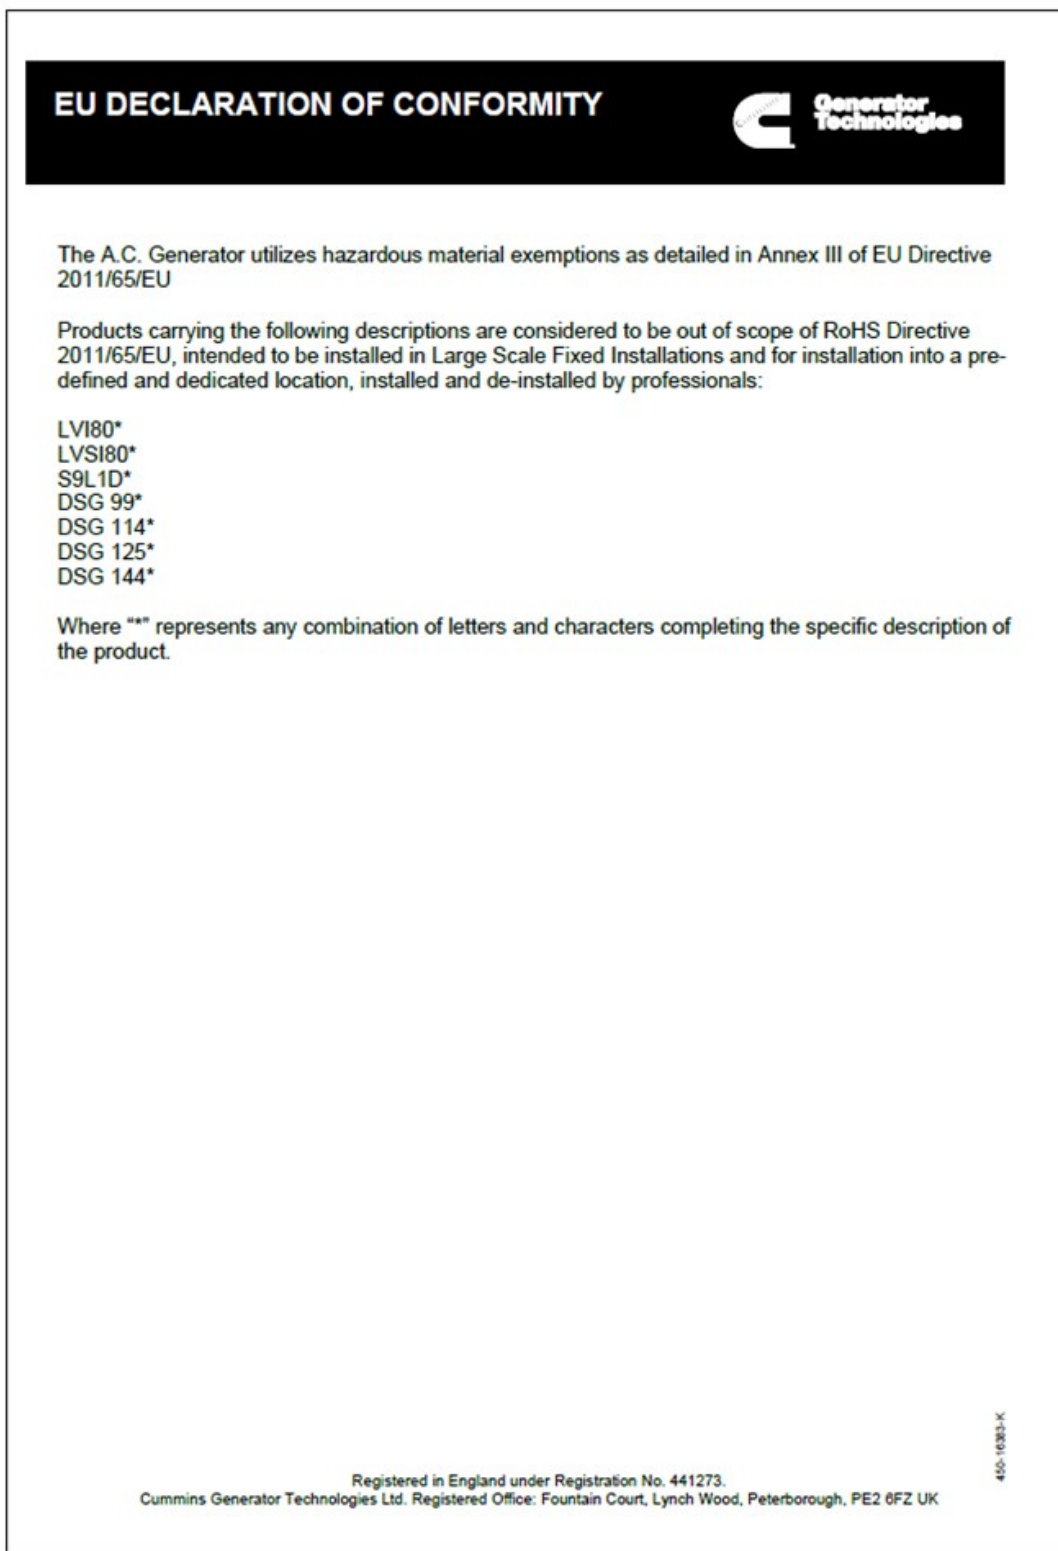 EU DECLARATION OF CONFORMITY
Generator
Technologies
The A.C. Generator utilizes hazardous material exemptions as detailed in Annex III of EU Directive
2011/65/EU
Products carrying the following descriptions are considered to be out of scope of RoHS Directive
2011/65/EU, intended to be installed in Large Scale Fixed Installations and for installation into a pre-
defined and dedicated location, installed and de-installed by professionals:
LVI80*
LVSI80*
S9L1D*
DSG 99*
DSG 114*
DSG 125*
DSG 144*
Where “*” represents any combination of letters and characters completing the specific description of
the product.
450-16383-K
Registered in England under Registration No. 441273.
Cummins Generator Technologies Ltd. Registered Office: Fountain Court, Lynch Wood, Peterborough, PE2 6FZ UK